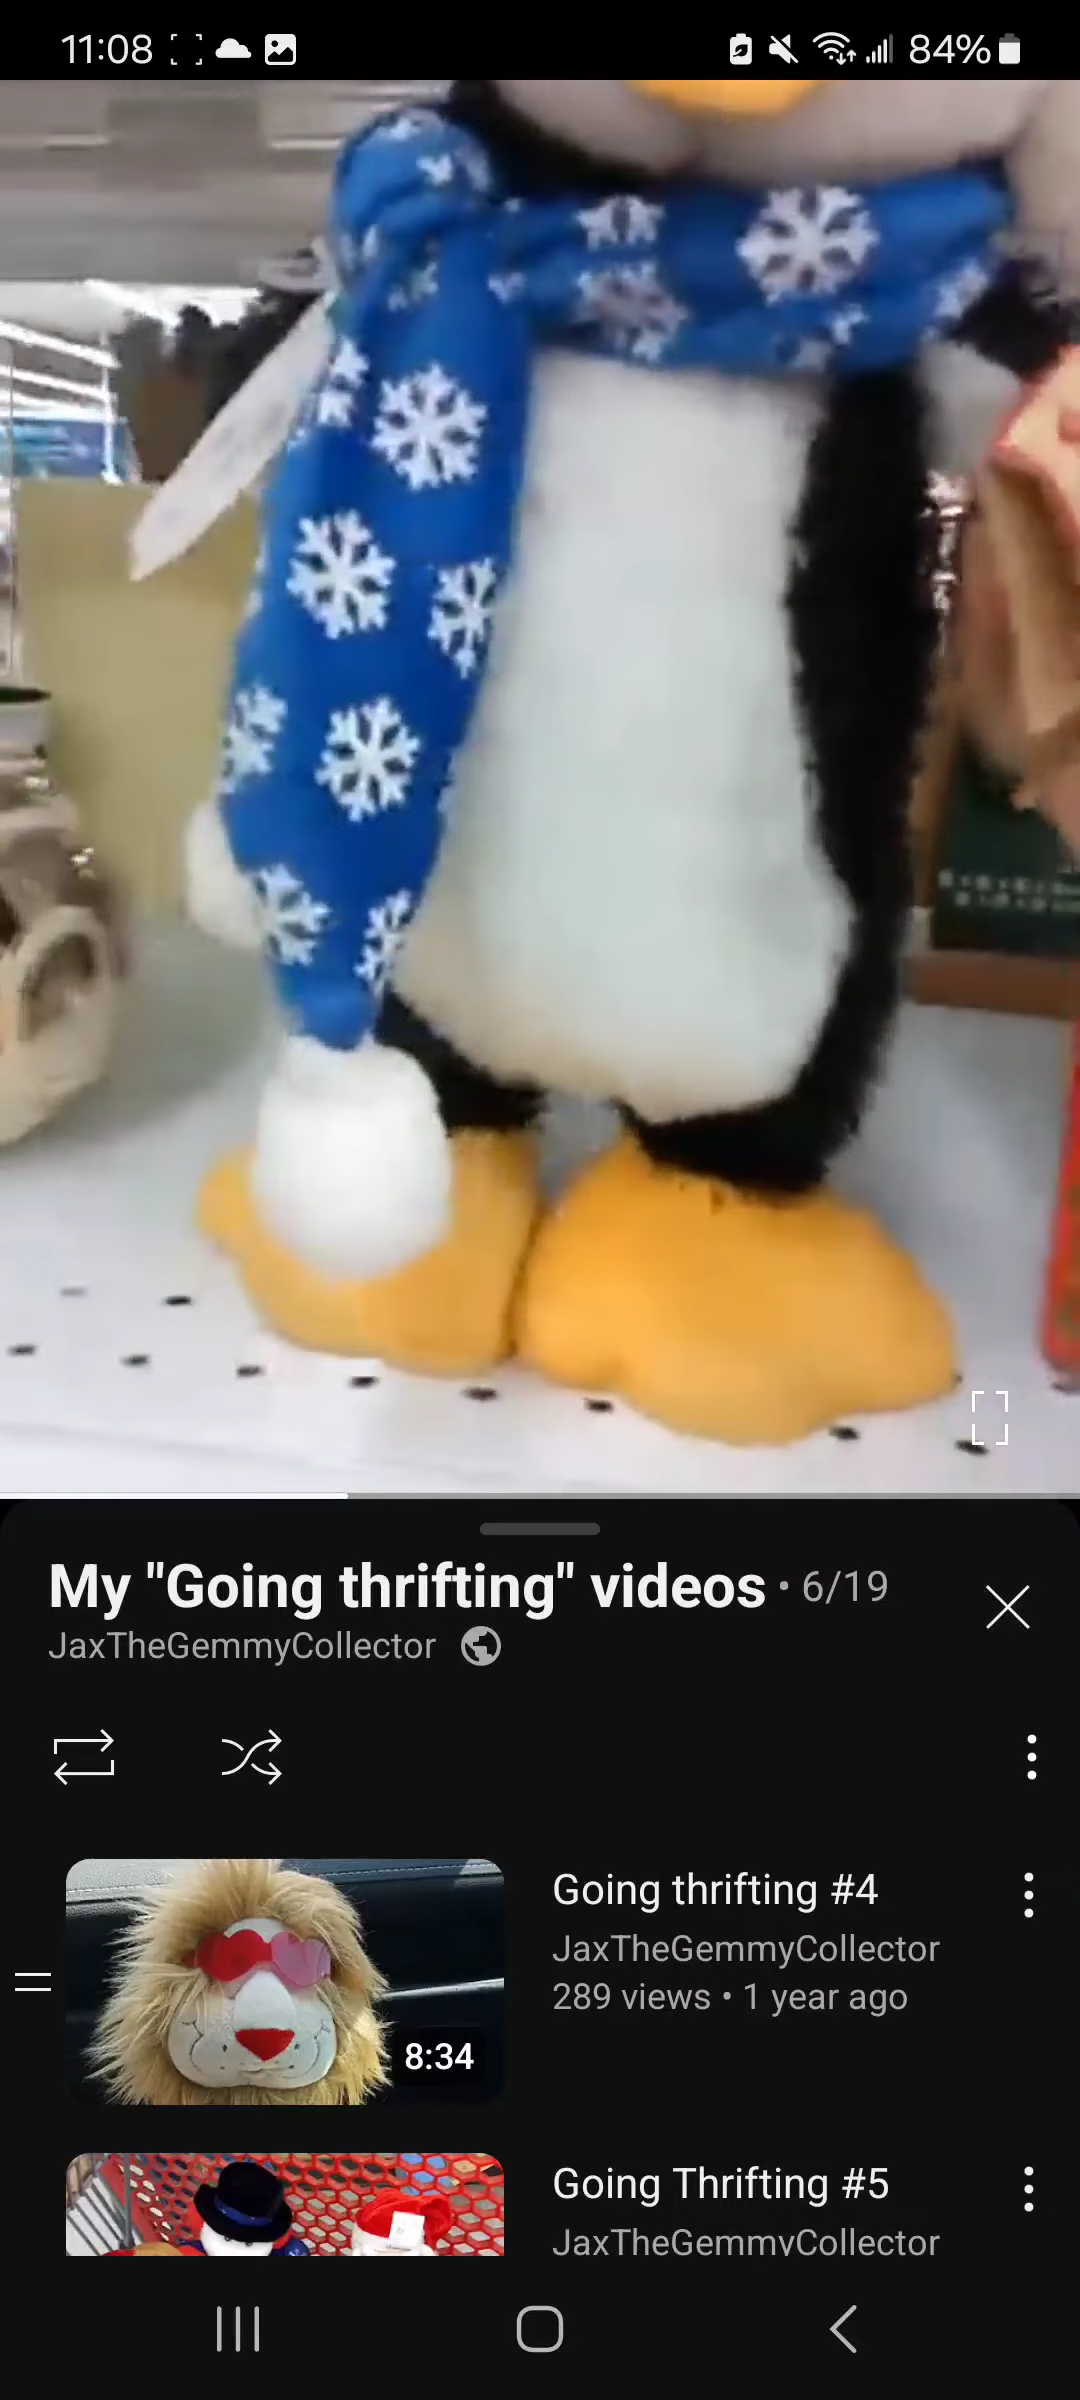 11:08
84%
My "Going thrifting" videos • 6/19
JaxTheGemmyCollector
Going thrifting #4
JaxTheGemmyCollector
289 views • 1 year ago
8:34
Going Thrifting #5
JaxTheGemmyCollector